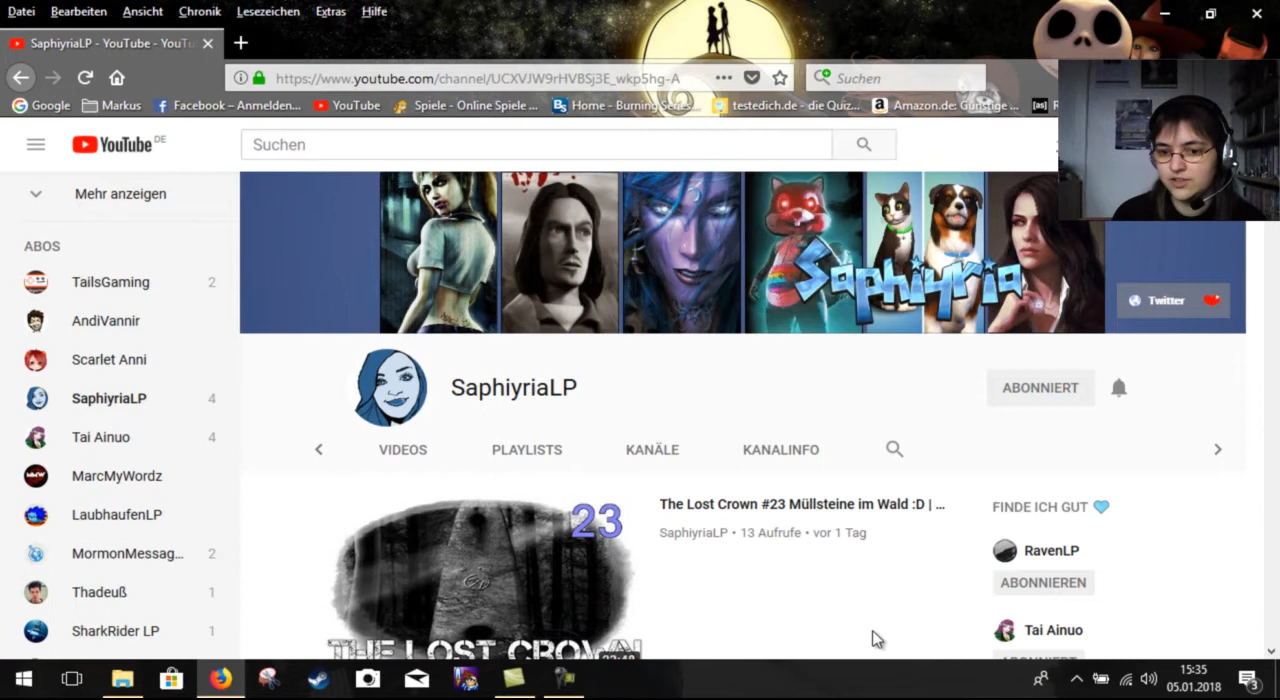 Datei Bearbeiten Ansicht Chronik Lesezeichen Extras Hilfe
SaphiyriaLP - YouTube - YouTu
https://www.youtube.com/channel/UCXVJW9rHVBSj3E_wkp5hg-A
Suchen
Google Markus Facebook – Anmelden... YouTube Spiele - Online Spiele ... Home - Burning Series... testedich.de - die Quiz... Amazon.de: Günstige ... [as]
YouTube DE
Suchen
Mehr anzeigen
ABOS
TailsGaming 2
AndiVannir
Scarlet Anni
SaphiyriaLP 4
Tai Ainuo 4
MarcMyWordz
LaubhaufenLP
MormonMessag... 2
Thadeuß 1
SharkRider LP 1
Saphiyria
Twitter
SaphiyriaLP
ABONNIERT
VIDEOS PLAYLISTS KANÄLE KANALINFO
23
THE LOST CROWN
The Lost Crown #23 Müllsteine im Wald :D | ...
SaphiyriaLP • 13 Aufrufe • vor 1 Tag
FINDE ICH GUT
RavenLP
ABONNIEREN
Tai Ainuo
15:35
05.01.2018
3